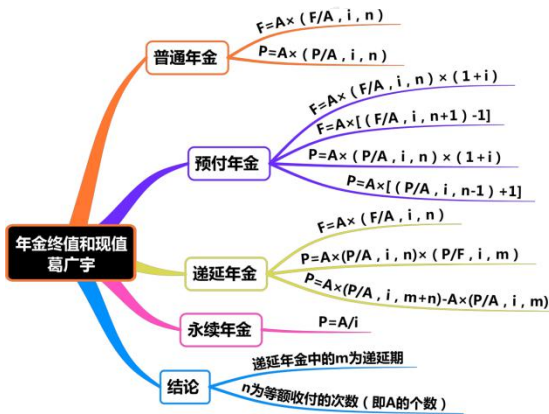 年金终值和现值
葛广宇
普通年金
F=A×（F/A，i，n）
P=A×（P/A，i，n）
预付年金
F=A×（F/A，i，n）×（1+i）
F=A×[（F/A，i，n+1）-1]
P=A×（P/A，i，n）×（1+i）
P=A×[（P/A，i，n-1）+1]
递延年金
F=A×（F/A，i，n）
P=A×(P/A，i，n)×（P/F，i，m）
P=A×(P/A，i，m+n)-A×(P/A，i，m)
永续年金
P=A/i
结论
递延年金中的m为递延期
n为等额收付的次数（即A的个数）